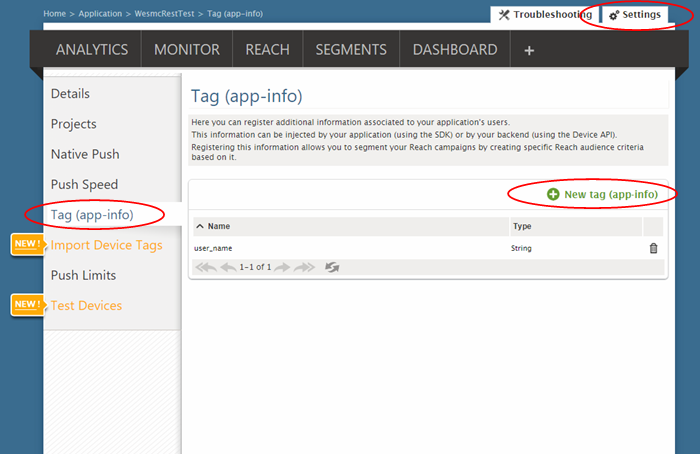 Home > Application > WesmcRestTest > Tag (app-info)
Troubleshooting
Settings
ANALYTICS MONITOR REACH SEGMENTS DASHBOARD +
Details
Projects
Native Push
Push Speed
Tag (app-info)
NEW! Import Device Tags
Push Limits
NEW! Test Devices
Tag (app-info)
Here you can register additional information associated to your application's users.
This information can be injected by your application (using the SDK) or by your backend (using the Device API).
Registering this information allows you to segment your Reach campaigns by creating specific Reach audience criteria
based on it.
New tag (app-info)
Name Type
user_name String
1-1 of 1